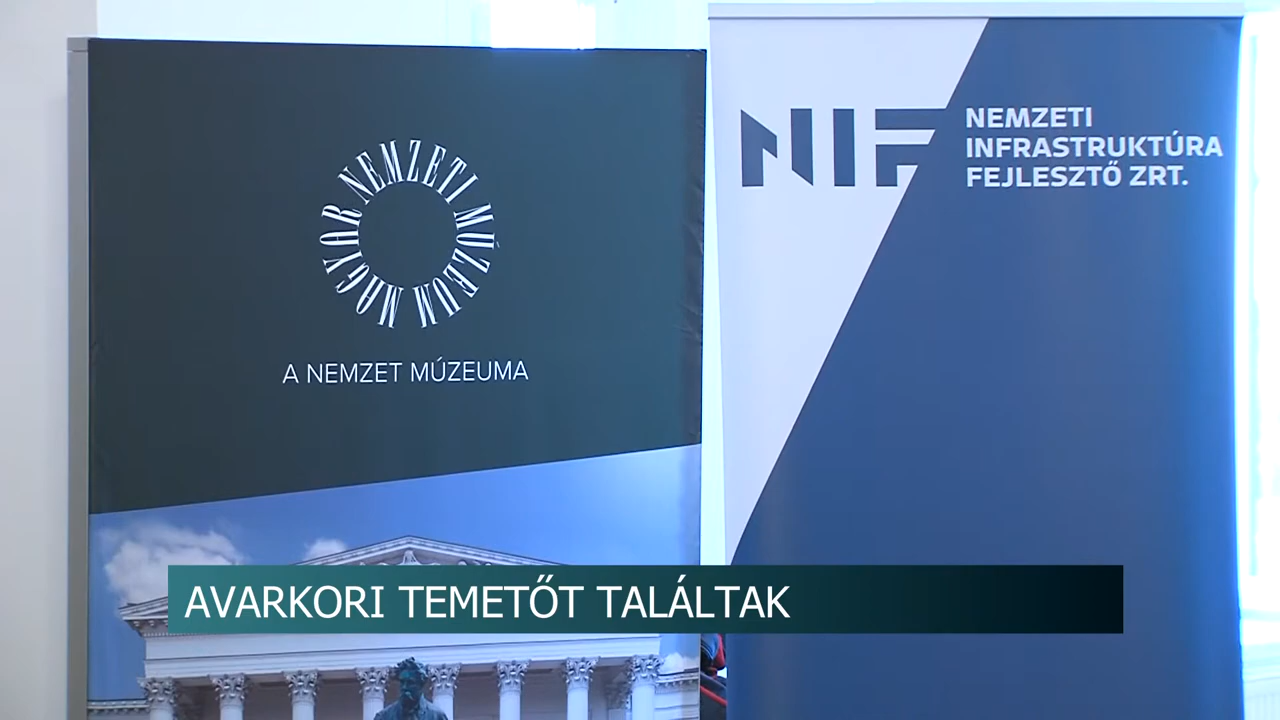 MAGYAR NEMZETI MÚZEUM
A NEMZET MÚZEUMA
NIF
NEMZETI
INFRASTRUKTÚRA
FEJLESZTŐ ZRT.
AVARKORI TEMETŐT TALÁLTAK